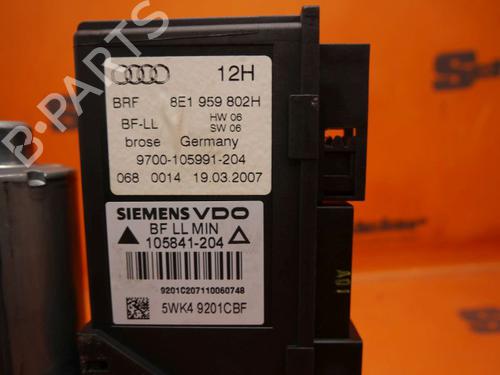 12H
BRF 8E1 959 802H
BF-LL HW 06
SW 06
brose Germany
9700-105991-204
068 0014 19.03.2007
SIEMENS VDO
BF LL MIN
105841-204
9201C207110060748
5WK4 9201CBF
B-PARTS